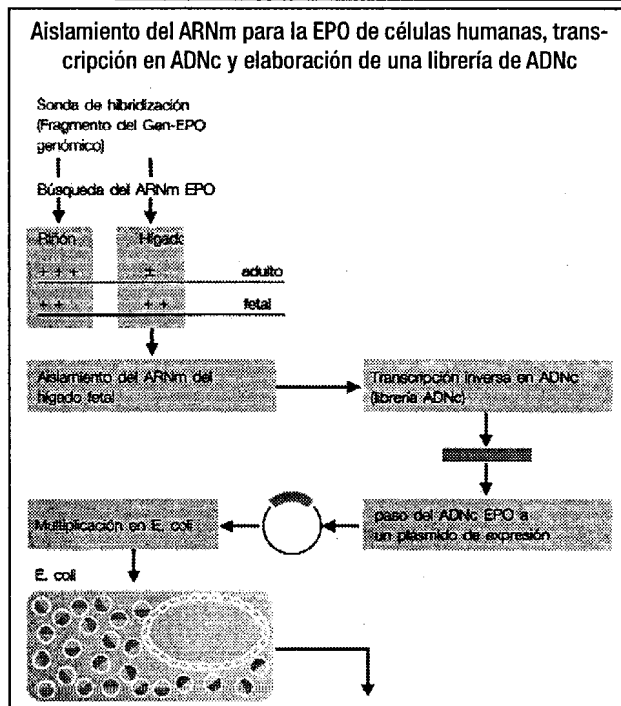 Aislamiento del ARNm para la EPO de células humanas, trans-
cripción en ADNc y elaboración de una librería de ADNc
Sonda de hibridización
(Fragmento del Gen-EPO
genómico)
Búsqueda del ARNm EPO
Riñón Hígado
+ + + ± adulto
+ + + + fetal
Aislamiento del ARNm del
hígado fetal
Transcripción inversa en ADNc
(librería ADNc)
paso del ADNc EPO a
un plásmido de expresión
Multiplicación en E. coli
E. coli